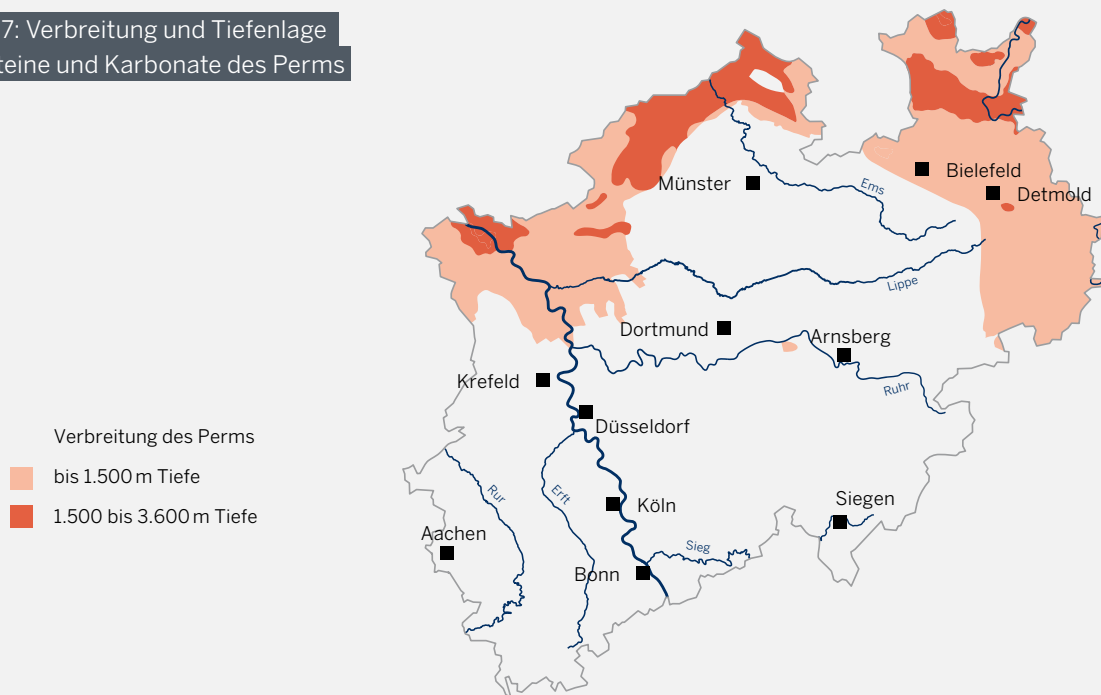 7: Verbreitung und Tiefenlage
teine und Karbonate des Perms
Münster
Ems
Bielefeld
Detmold
Lippe
Dortmund
Arnsberg
Krefeld
Ruhr
Düsseldorf
Verbreitung des Perms
bis 1.500 m Tiefe
1.500 bis 3.600 m Tiefe
Rur
Erft
Köln
Siegen
Aachen
Sieg
Bonn